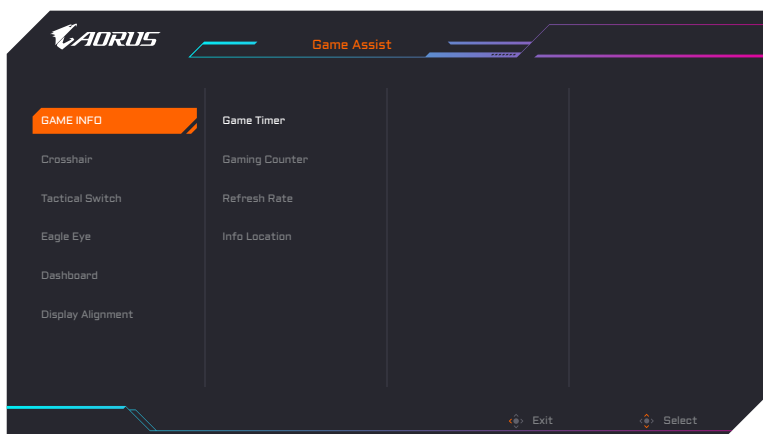 AORUS
Game Assist
GAME INFO
Game Timer
Crosshair
Gaming Counter
Tactical Switch
Refresh Rate
Eagle Eye
Info Location
Dashboard
Display Alignment
Exit
Select